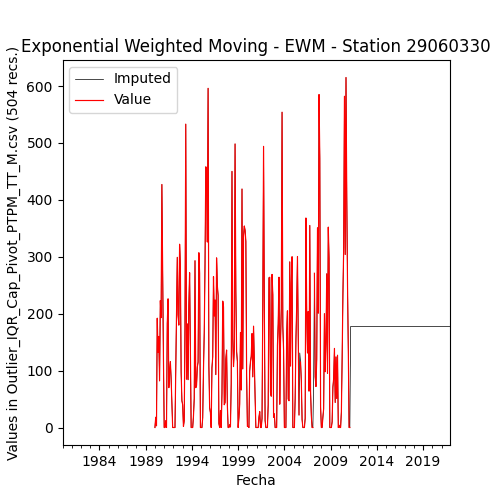 Exponential Weighted Moving - EWM - Station 29060330
Values in Outlier_IQR_Cap_Pivot_PTPM_TT_M.csv (504 recs.)
Imputed
Value
600
500
400
300
200
100
0
1984 1989 1994 1999 2004 2009 2014 2019
Fecha